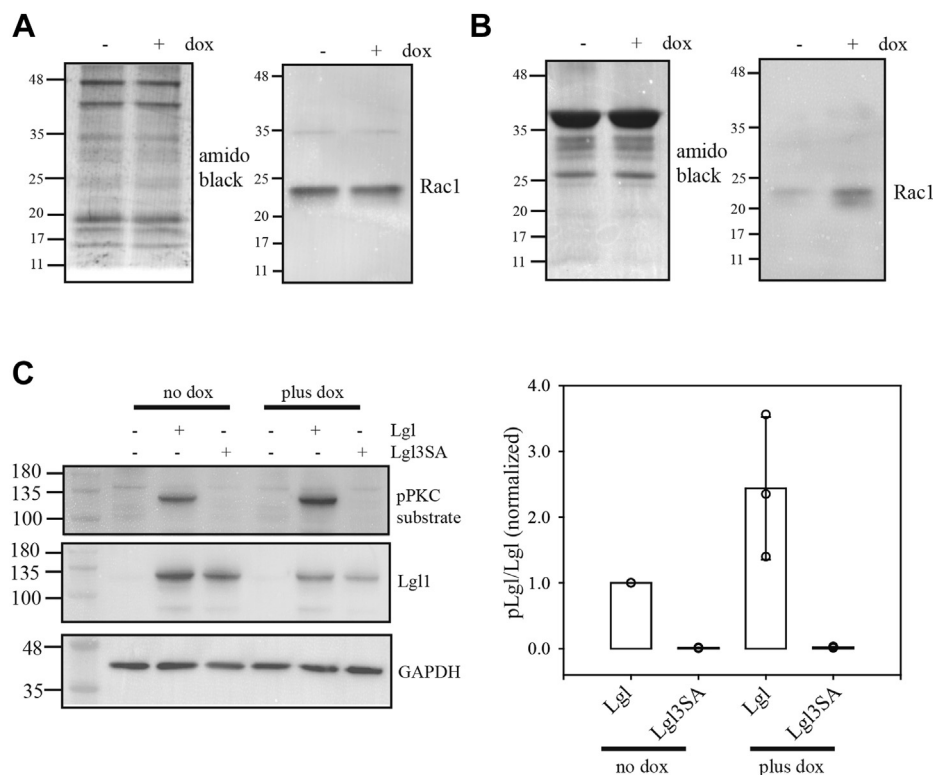 A
- + dox
48
35
25
20
17
11
amido
black
- + dox
48
35
25
20
17
11
Rac1
B
- + dox
48
35
25
20
17
11
amido
black
- + dox
48
35
25
20
17
11
Rac1
C
no dox plus dox
- + - - + - Lgl
- - + - - + Lgl3SA
180
135
100
pPKC
substrate
180
135
100
Lgl1
48
35
GAPDH
pLgl/Lgl (normalized)
4.0
3.0
2.0
1.0
0.0
Lgl Lgl3SA Lgl Lgl3SA
no dox plus dox